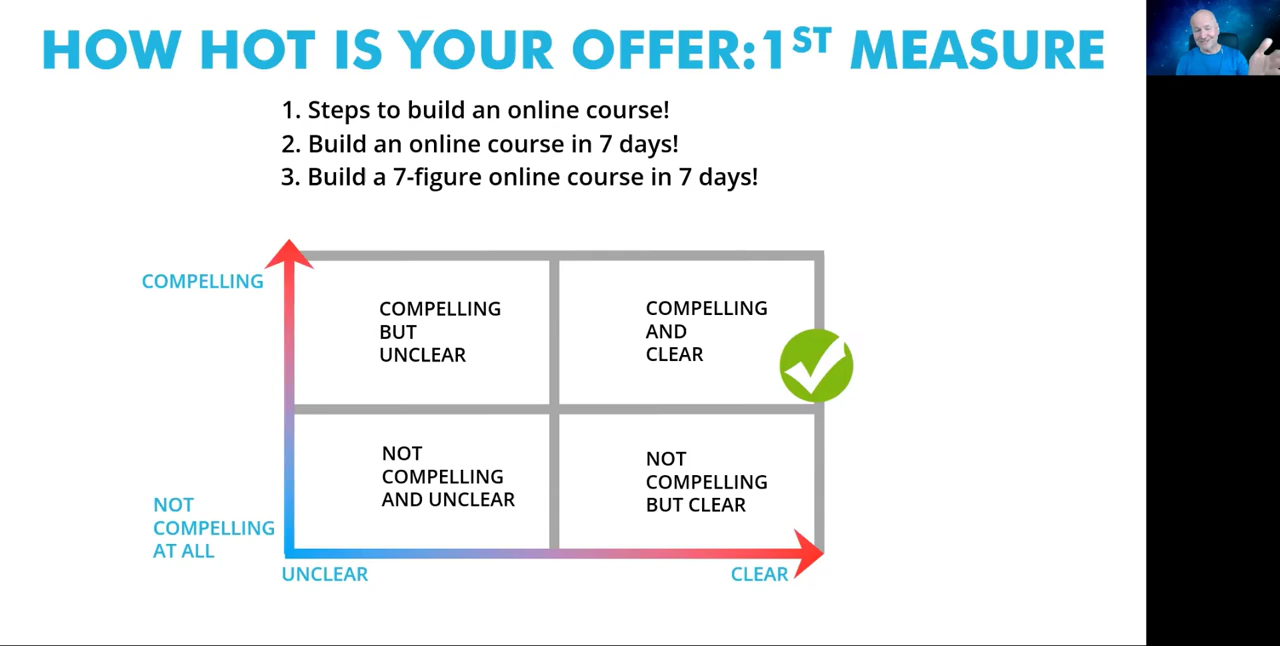 HOW HOT IS YOUR OFFER:1ST MEASURE
1. Steps to build an online course!
2. Build an online course in 7 days!
3. Build a 7-figure online course in 7 days!
COMPELLING
COMPELLING
BUT
UNCLEAR
COMPELLING
AND
CLEAR
NOT
COMPELLING
AT ALL
NOT
COMPELLING
AND UNCLEAR
NOT
COMPELLING
BUT CLEAR
UNCLEAR
CLEAR